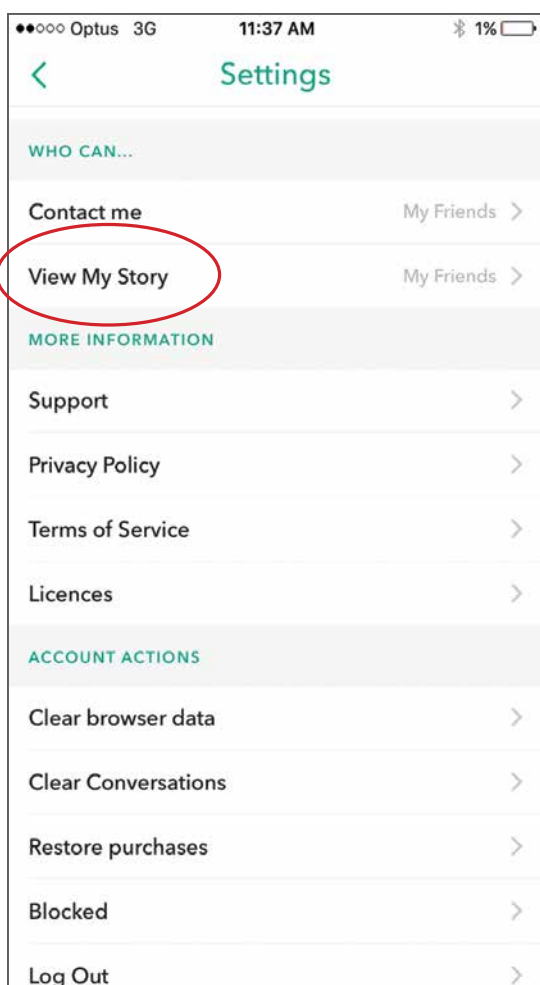 Optus 3G 11:37 AM 1%
Settings
WHO CAN...
Contact me My Friends
View My Story My Friends
MORE INFORMATION
Support
Privacy Policy
Terms of Service
Licences
ACCOUNT ACTIONS
Clear browser data
Clear Conversations
Restore purchases
Blocked
Log Out